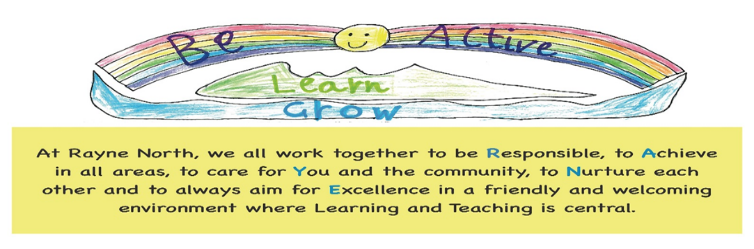 Be Active
Learn
Grow
At Rayne North, we all work together to be Responsible, to Achieve
in all areas, to care for You and the community, to Nurture each
other and to always aim for Excellence in a friendly and welcoming
environment where Learning and Teaching is central.